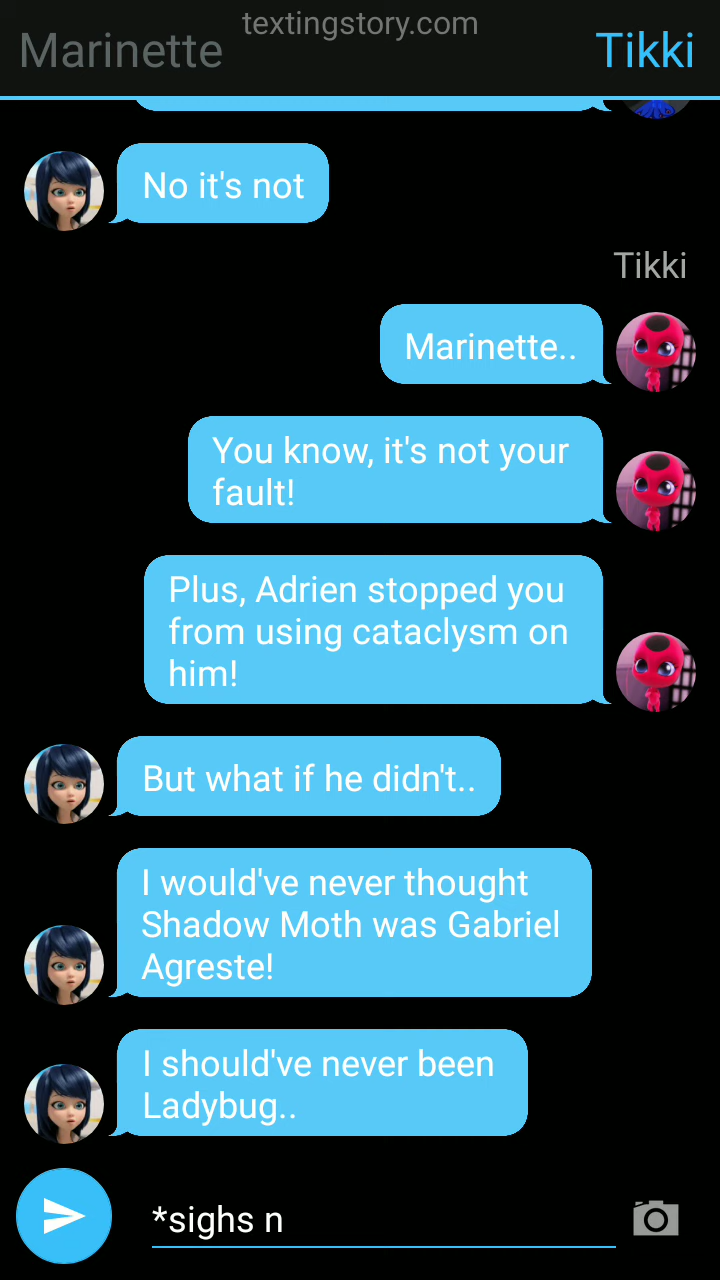 textingstory.com
Marinette
Tikki
No it's not
Tikki
Marinette..
You know, it's not your
fault!
Plus, Adrien stopped you
from using cataclysm on
him!
But what if he didn't..
I would've never thought
Shadow Moth was Gabriel
Agreste!
I should've never been
Ladybug..
*sighs n